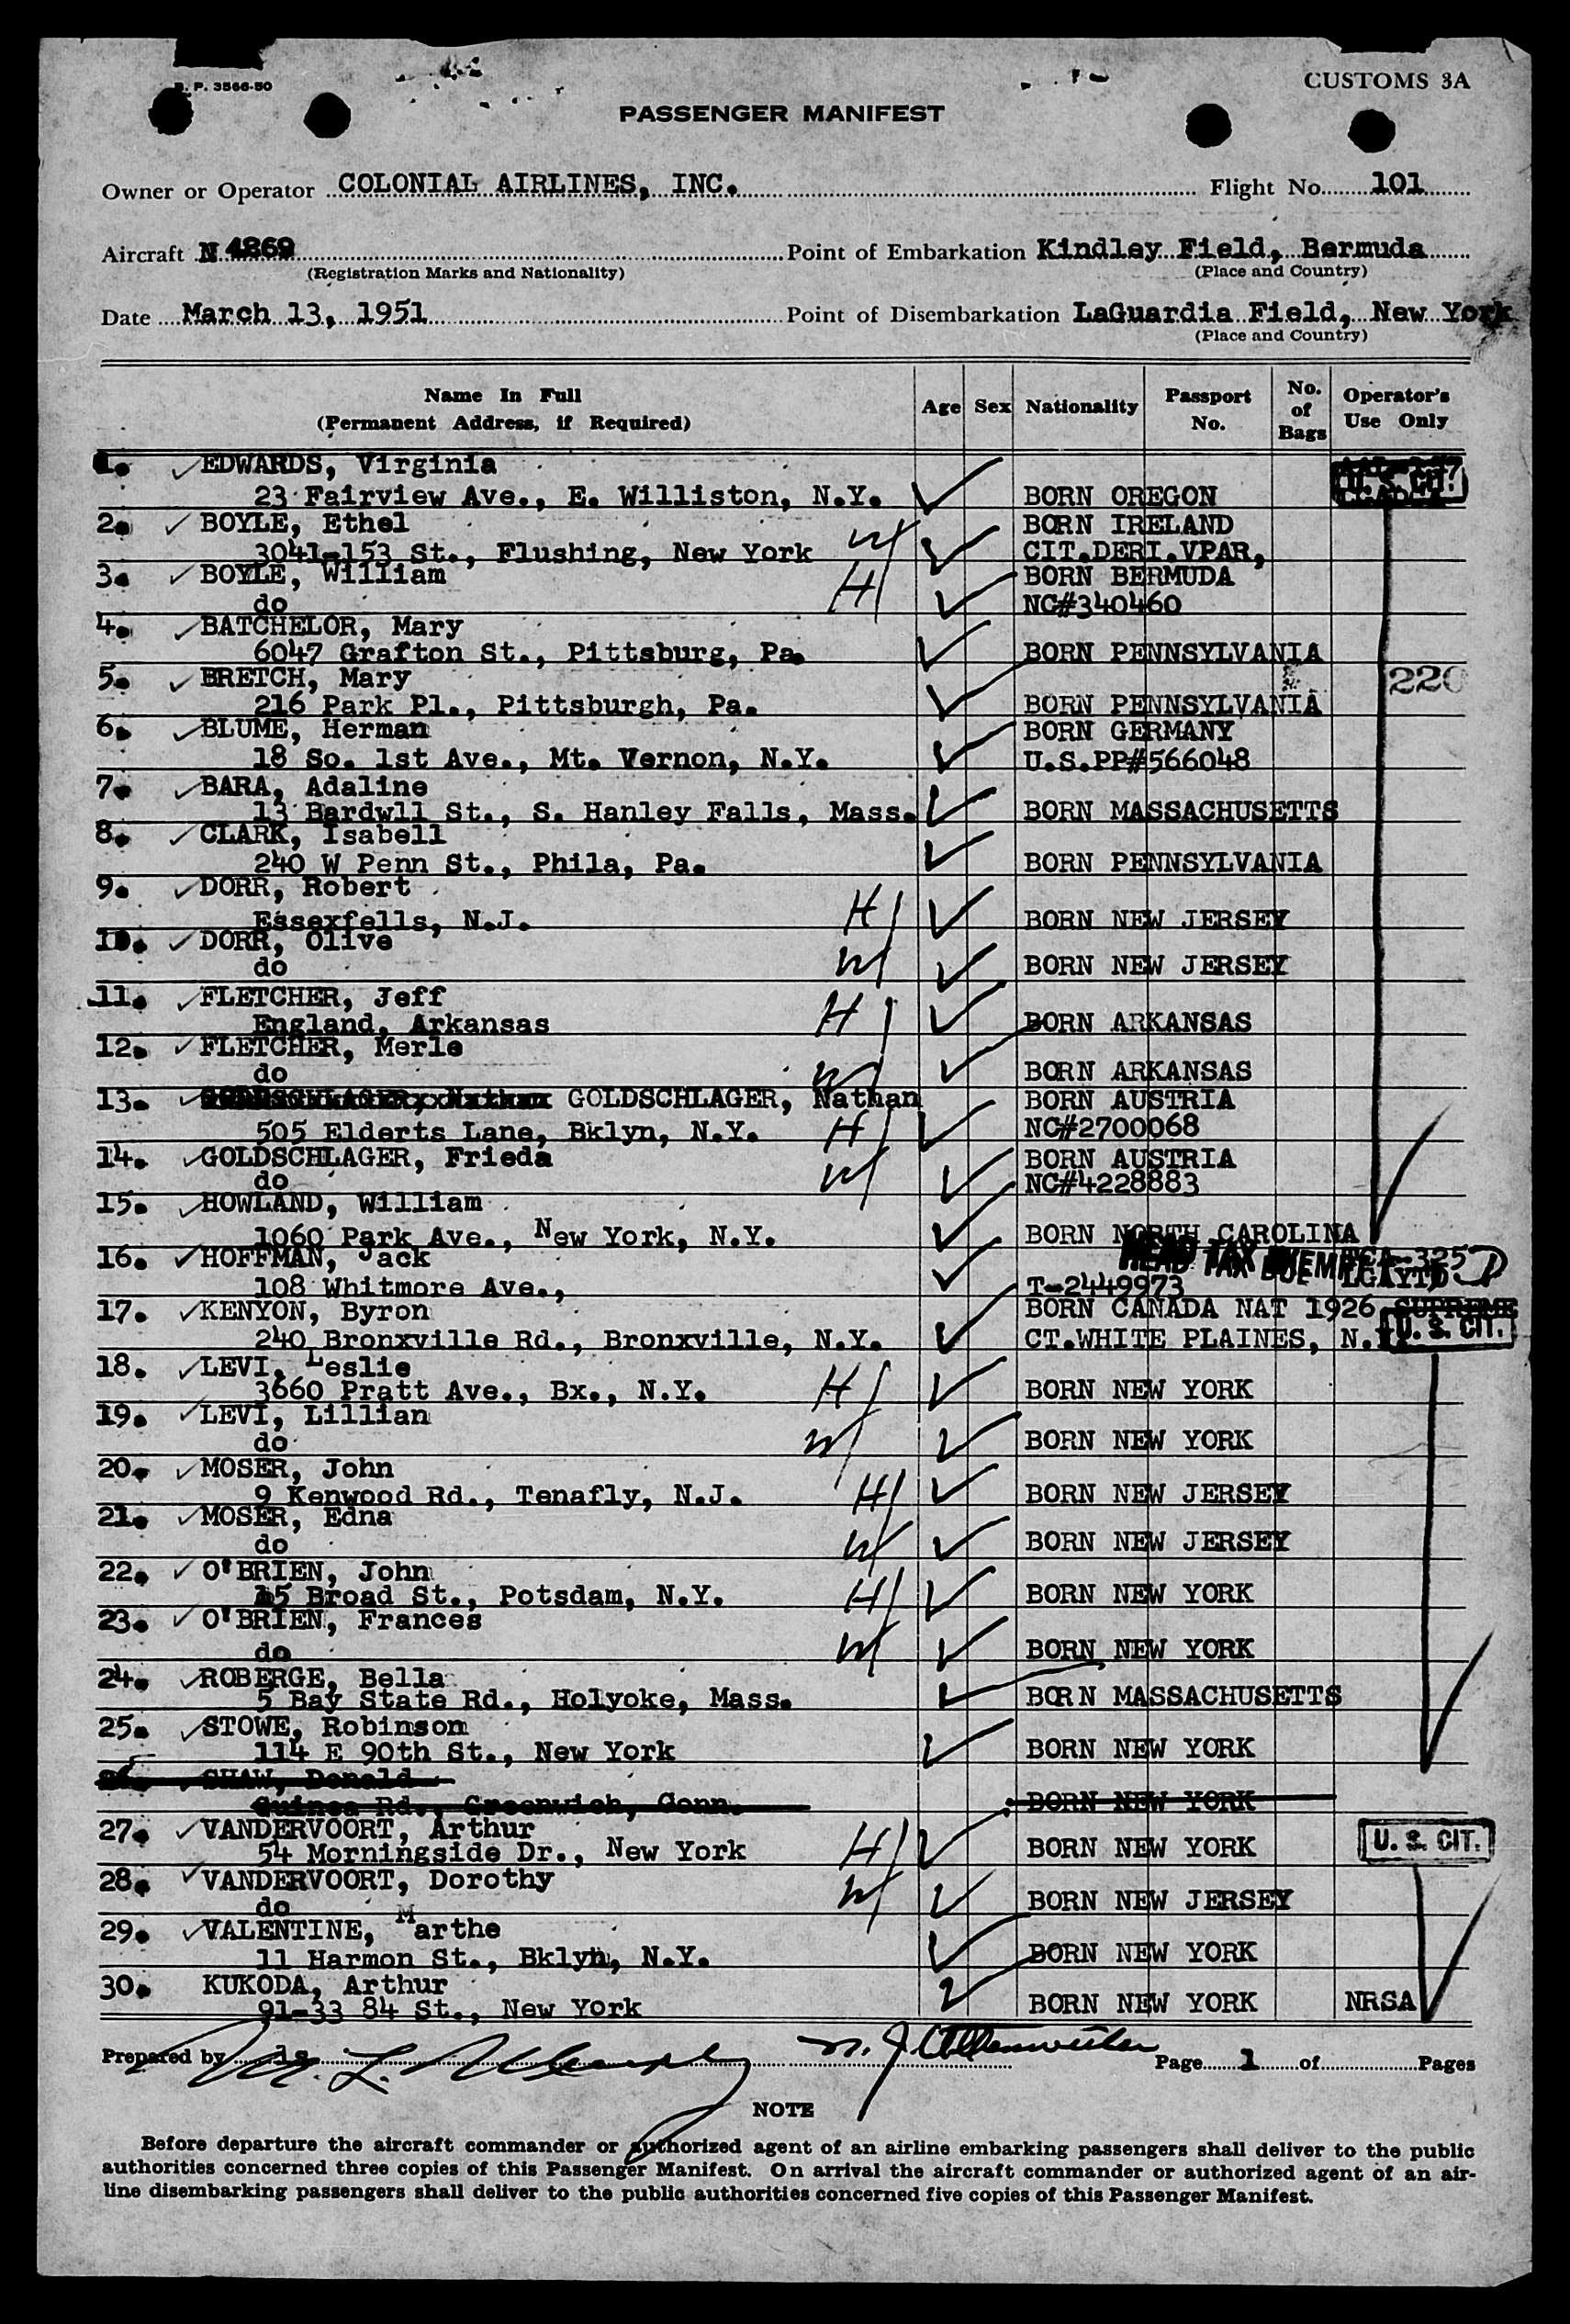 R. P. 3566-50
CUSTOMS 3A
PASSENGER MANIFEST
Owner or Operator COLONIAL AIRLINES, INC. Flight No. 101
Aircraft N 4869 Point of Embarkation Kindley Field, Bermuda
(Registration Marks and Nationality) (Place and Country)
Date March 13, 1951 Point of Disembarkation LaGuardia Field, New York
(Place and Country)
Name In Full (Permanent Address, if Required) Age Sex Nationality Passport No. No. of Bags Operator's Use Only
1. EDWARDS, Virginia
23 Fairview Ave., E. Williston, N.Y. BORN OREGON U. S. CIT.
2. BOYLE, Ethel BORN IRELAND
3041-153 St., Flushing, New York W CIT.DERI.VPAR,
3. BOYLE, William H BORN BERMUDA
do NC#340460
4. BATCHELOR, Mary
6047 Grafton St., Pittsburg, Pa. BORN PENNSYLVANIA
5. BRETCH, Mary 220
216 Park Pl., Pittsburgh, Pa. BORN PENNSYLVANIA
6. BLUME, Herman BORN GERMANY
18 So. 1st Ave., Mt. Vernon, N.Y. U.S.PP#566048
7. BARA, Adaline
13 Bardwll St., S. Hanley Falls, Mass. BORN MASSACHUSETTS
8. CLARK, Isabell
240 W Penn St., Phila, Pa. BORN PENNSYLVANIA
9. DORR, Robert
Essexfells, N.J. H BORN NEW JERSEY
10. DORR, Olive
do W BORN NEW JERSEY
11. FLETCHER, Jeff
England, Arkansas H BORN ARKANSAS
12. FLETCHER, Merle
do W BORN ARKANSAS
13. GOLDSCHLAGER, Nathan BORN AUSTRIA
505 Elderts Lane, Bklyn, N.Y. H NC#2700068
14. GOLDSCHLAGER, Frieda W BORN AUSTRIA
do NC#4228883
15. HOWLAND, William
1060 Park Ave., New York, N.Y. BORN NORTH CAROLINA
16. HOFFMAN, Jack HEAD TAX
108 Whitmore Ave., T-2449973
17. KENYON, Byron BORN CANADA NAT 1926 SUPREME
240 Bronxville Rd., Bronxville, N.Y. CT.WHITE PLAINES, N.Y. U. S. CIT.
18. LEVI, Leslie
3660 Pratt Ave., Bx., N.Y. H BORN NEW YORK
19. LEVI, Lillian
do W BORN NEW YORK
20. MOSER, John
9 Kenwood Rd., Tenafly, N.J. H BORN NEW JERSEY
21. MOSER, Edna
do W BORN NEW JERSEY
22. O'BRIEN, John
15 Broad St., Potsdam, N.Y. H BORN NEW YORK
23. O'BRIEN, Frances
do W BORN NEW YORK
24. ROBERGE, Bella
5 Bay State Rd., Holyoke, Mass. BORN MASSACHUSETTS
25. STOWE, Robinson
114 E 90th St., New York BORN NEW YORK
26. SHAW, Donald
Guinea Rd., Greenwich, Conn. BORN NEW YORK
27. VANDERVOORT, Arthur
54 Morningside Dr., New York H BORN NEW YORK U. S. CIT.
28. VANDERVOORT, Dorothy
do W BORN NEW JERSEY
29. VALENTINE, Marthe
11 Harmon St., Bklyn, N.Y. BORN NEW YORK
30. KUKODA, Arthur
91-33 84 St., New York BORN NEW YORK NRSA
Prepared by Page 1 of Pages
NOTE
Before departure the aircraft commander or authorized agent of an airline embarking passengers shall deliver to the public
authorities concerned three copies of this Passenger Manifest. On arrival the aircraft commander or authorized agent of an air-
line disembarking passengers shall deliver to the public authorities concerned five copies of this Passenger Manifest.